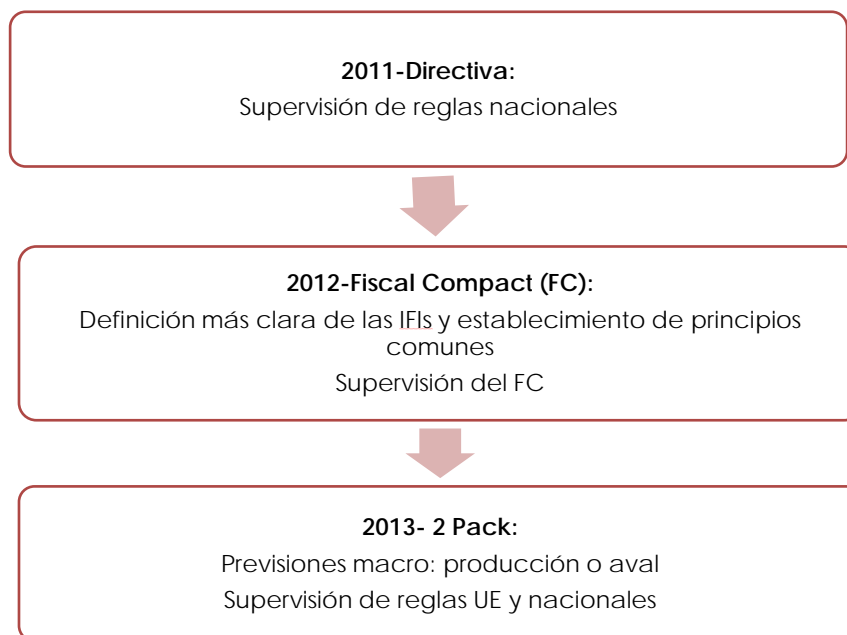 2011-Directiva:
Supervisión de reglas nacionales
2012-Fiscal Compact (FC):
Definición más clara de las IFIs y establecimiento de principios
comunes
Supervisión del FC
2013- 2 Pack:
Previsiones macro: producción o aval
Supervisión de reglas UE y nacionales